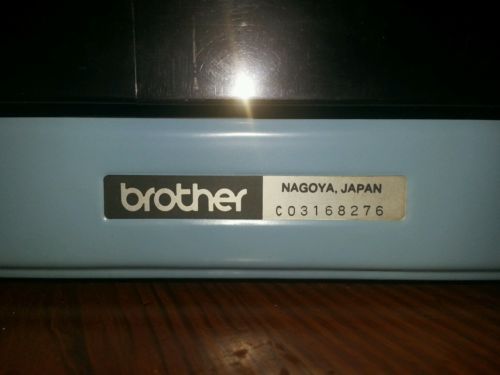 brother
NAGOYA, JAPAN
C03168276